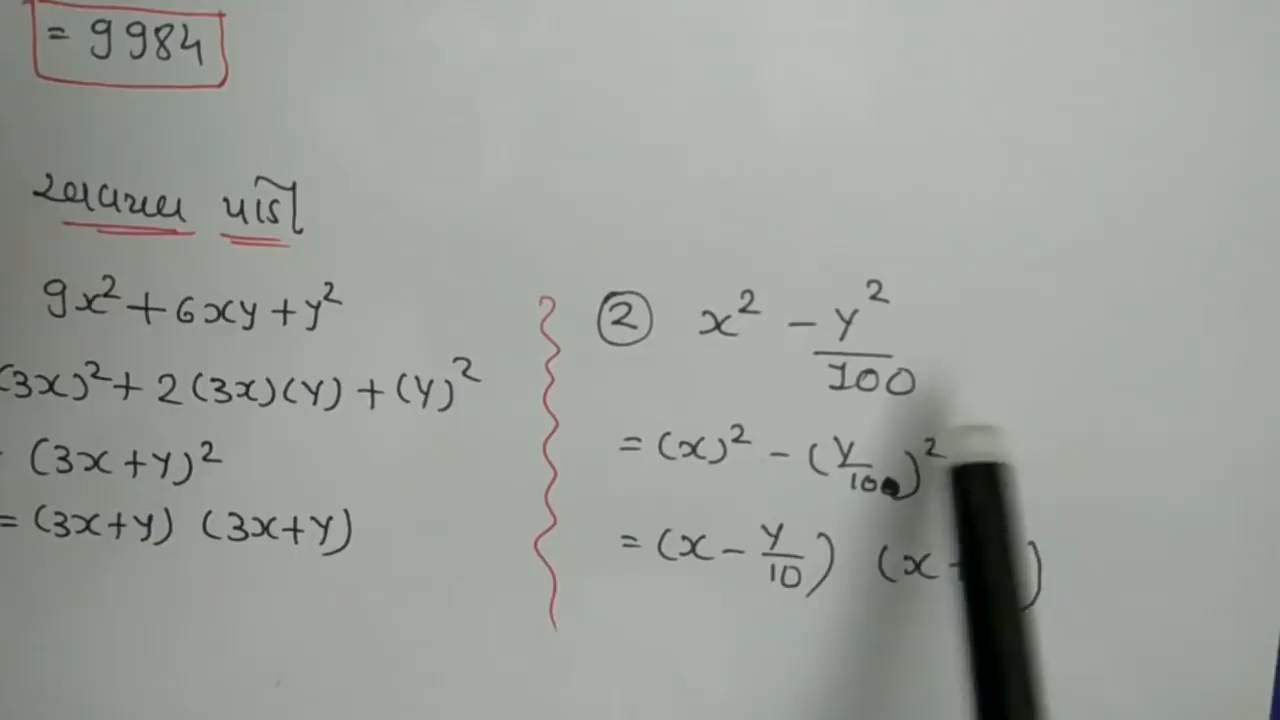 = 9984
અવયવ પાડો
9x² + 6xy + y²
(3x)² + 2(3x)(y) + (y)²
(3x+y)²
= (3x+y) (3x+y)
② x² - y²/100
= (x)² - (y/10)²
= (x - y/10) (x